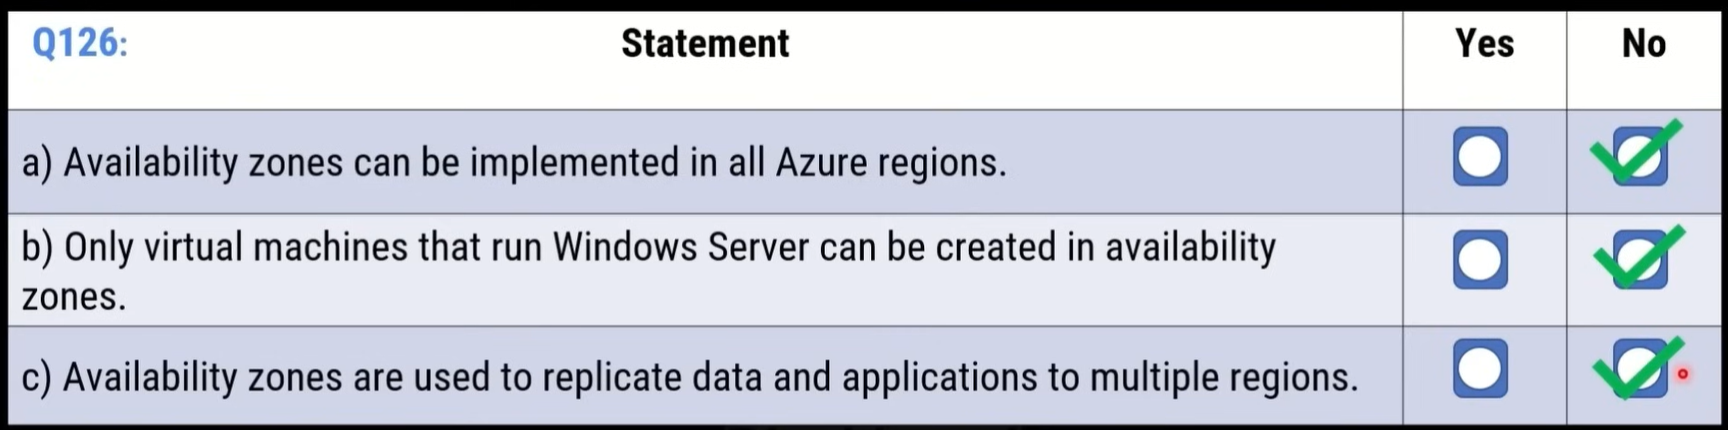 Q126: Statement Yes No
a) Availability zones can be implemented in all Azure regions.
b) Only virtual machines that run Windows Server can be created in availability
zones.
c) Availability zones are used to replicate data and applications to multiple regions.